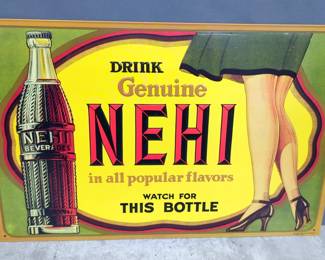 DRINK
Genuine
NEHI
in all popular flavors
WATCH FOR
THIS BOTTLE
NEHI
BEVERAGES